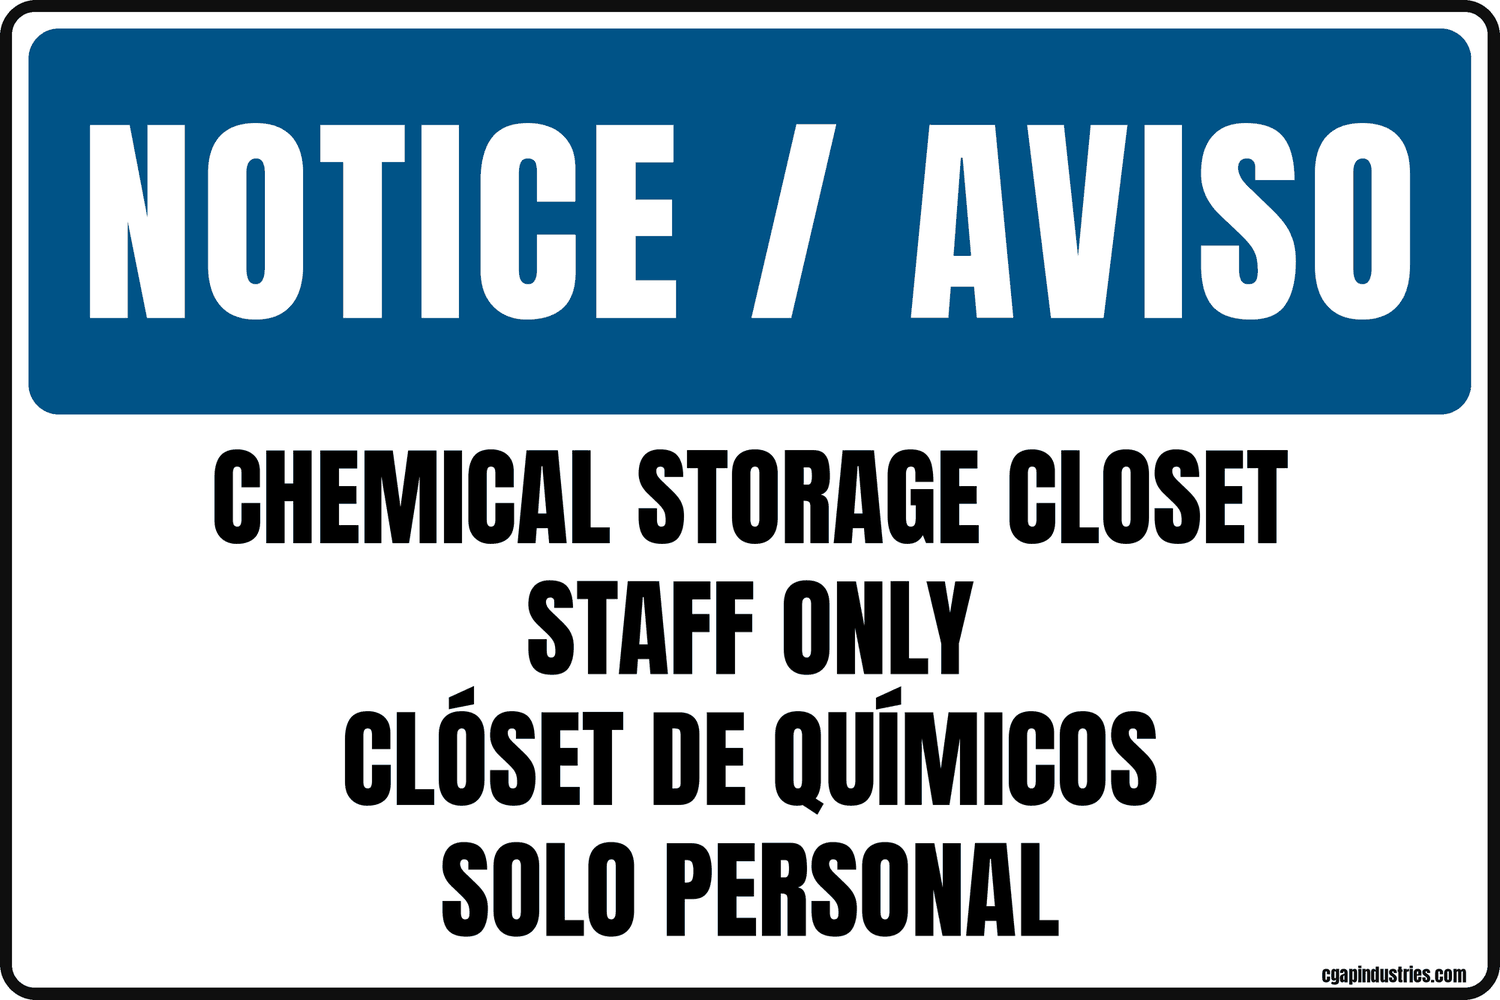 NOTICE / AVISO
CHEMICAL STORAGE CLOSET
STAFF ONLY
CLÓSET DE QUÍMICOS
SOLO PERSONAL
cgapindustries.com